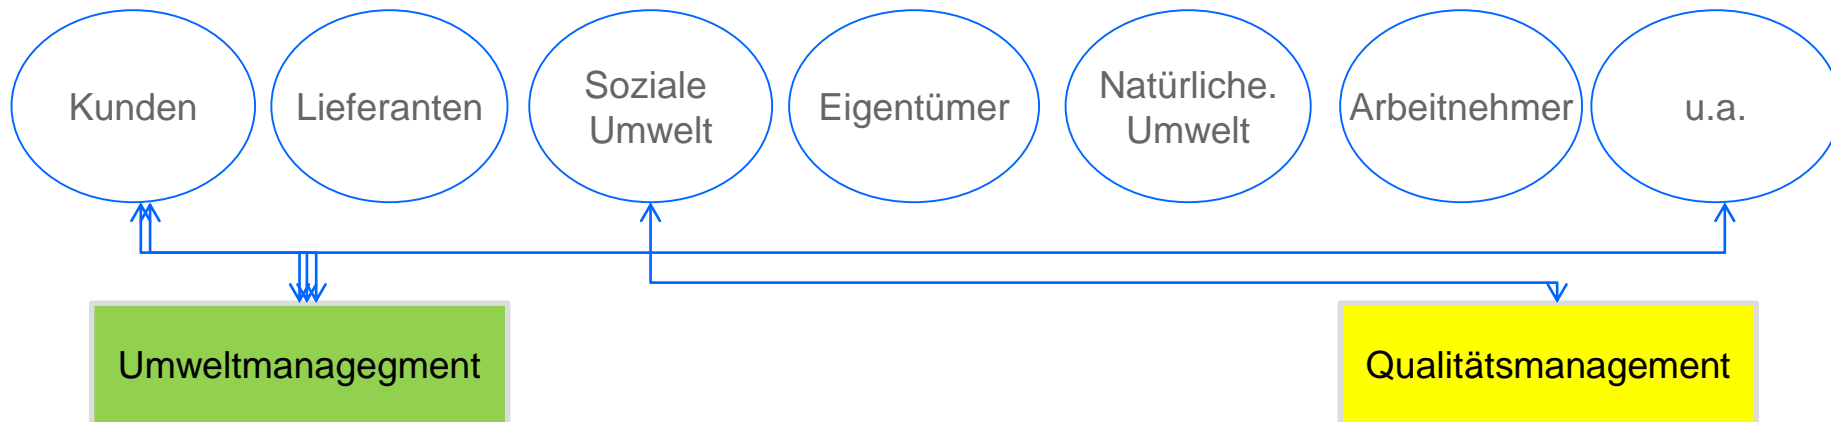 Kunden
Lieferanten
Soziale
Umwelt
Eigentümer
Natürliche.
Umwelt
Arbeitnehmer
u.a.
Umweltmanagegment
Qualitätsmanagement